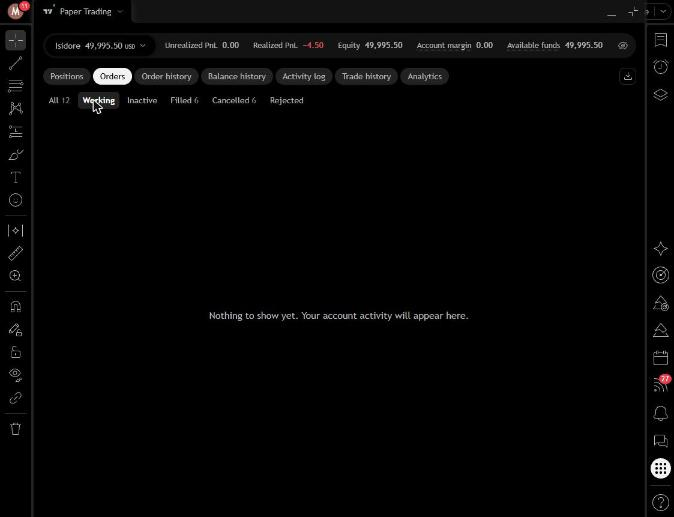 M 11 Paper Trading
Isidore 49,995.50 USD Unrealized PnL 0.00 Realized PnL −4.50 Equity 49,995.50 Account margin 0.00 Available funds 49,995.50
Positions Orders Order history Balance history Activity log Trade history Analytics
All 12 Working Inactive Filled 6 Cancelled 6 Rejected
Nothing to show yet. Your account activity will appear here.
77